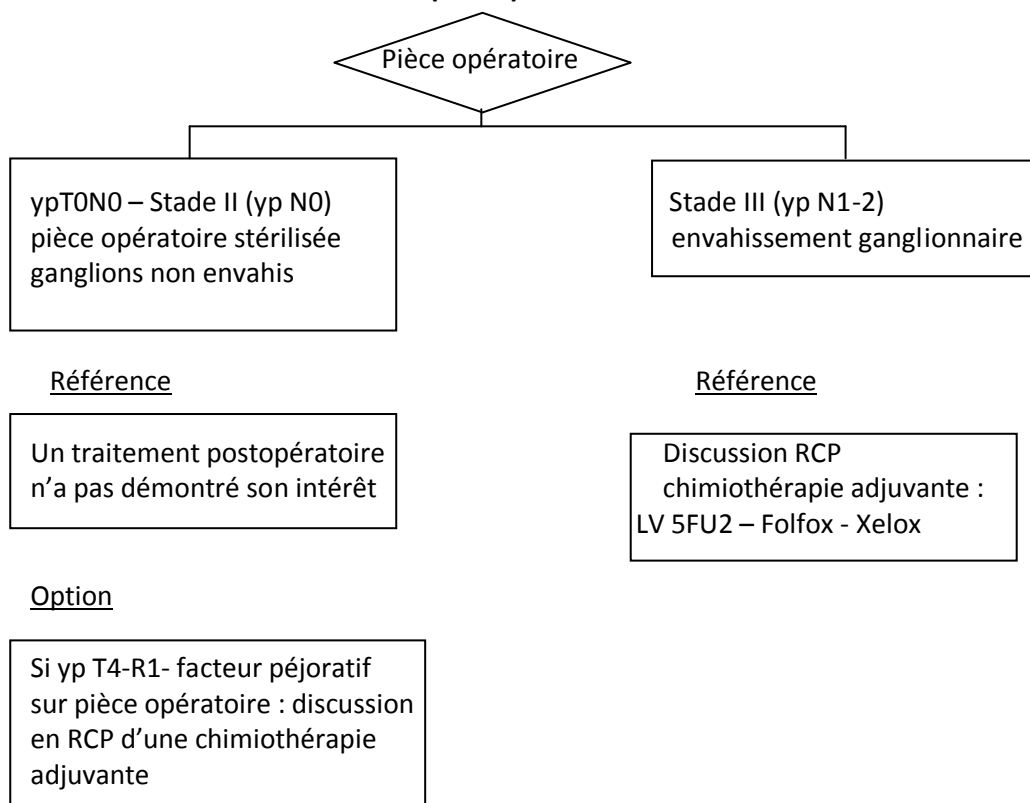 Pièce opératoire
ypT0N0 – Stade II (yp N0)
pièce opératoire stérilisée
ganglions non envahis
Stade III (yp N1-2)
envahissement ganglionnaire
Référence
Un traitement postopératoire
n'a pas démontré son intérêt
Référence
Discussion RCP
chimiothérapie adjuvante :
LV 5FU2 – Folfox - Xelox
Option
Si yp T4-R1- facteur péjoratif
sur pièce opératoire : discussion
en RCP d'une chimiothérapie
adjuvante